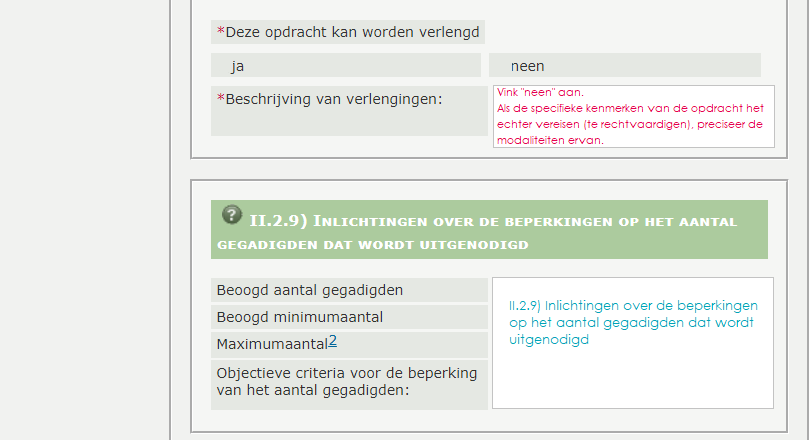 *Deze opdracht kan worden verlengd
ja neen
*Beschrijving van verlengingen:
Vink "neen" aan.
Als de specifieke kenmerken van de opdracht het
echter vereisen (te rechtvaardigen), preciseer de
modaliteiten ervan.
? II.2.9) Inlichtingen over de beperkingen op het aantal
gegadigden dat wordt uitgenodigd
Beoogd aantal gegadigden
Beoogd minimumaantal
Maximumaantal2
Objectieve criteria voor de beperking
van het aantal gegadigden:
II.2.9) Inlichtingen over de beperkingen
op het aantal gegadigden dat wordt
uitgenodigd